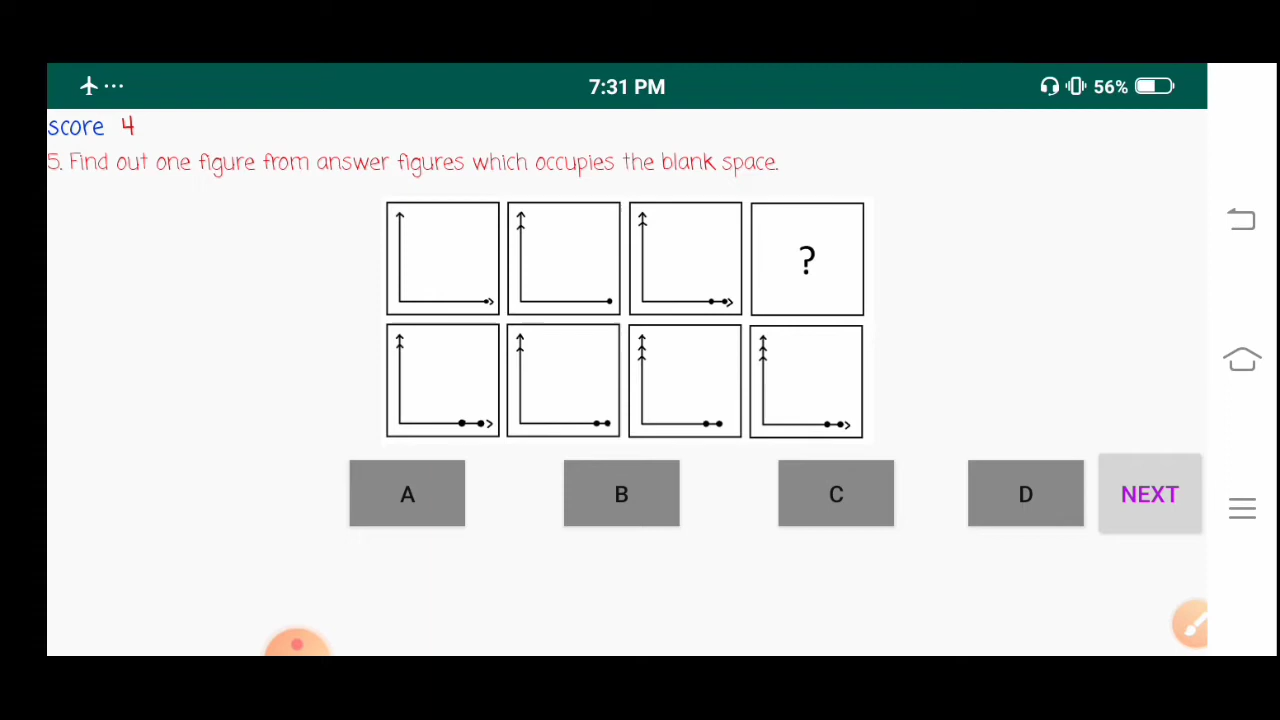 7:31 PM
56%
score 4
5. Find out one figure from answer figures which occupies the blank space.
?
A B C D NEXT